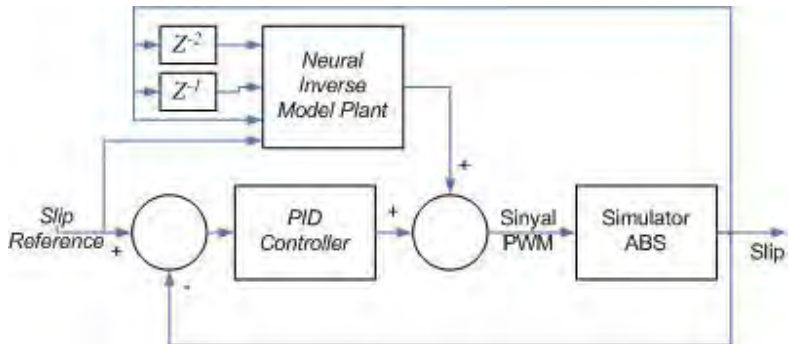 Z-2
Z-1
Neural
Inverse
Model Plant
+
Slip
Reference
+
-
PID
Controller
+
Sinyal
PWM
Simulator
ABS
Slip